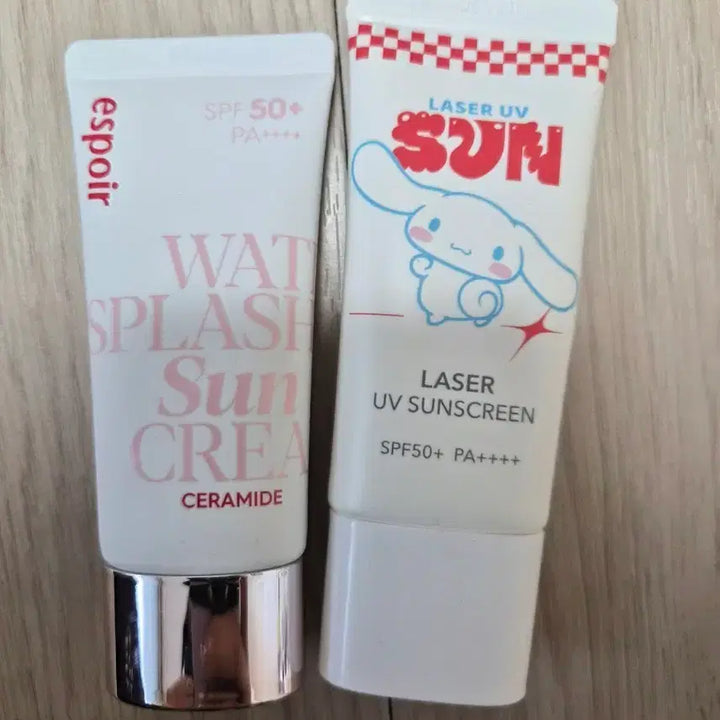 espoir
SPF 50+
PA++++
WAT
SPLASH
Sun
CREA
CERAMIDE
LASER UV
SUN
LASER
UV SUNSCREEN
SPF50+ PA++++